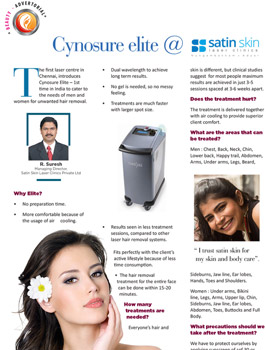 BEAUTY ADVERTORIAL
Cynosure elite @ satin skin
laser clinics
The first laser centre in
Chennai, introduces
Cynosure Elite – 1st
time in India to cater to
the needs of men and
women for unwanted hair removal.
R. Suresh
Managing Director
Satin Skin Laser Clinics Private Ltd
Why Elite?
• No preparation time.
• More comfortable because of
the usage of air cooling.
• Dual wavelength to achieve
long term results.
• No gel is needed, so no messy
feeling.
• Treatments are much faster
with larger spot size.
• Results seen in less treatment
sessions, compared to other
laser hair removal systems.
Fits perfectly with the client's
active lifestyle because of less
time consumption.
• The hair removal
treatment for the entire face
can be done within 15-20
minutes.
How many
treatments are
needed?
Everyone's hair and
skin is different, but clinical studies
suggest for most people maximum
results are achieved in just 3-5
sessions spaced at 3-6 weeks apart.
Does the treatment hurt?
The treatment is delivered together
with air cooling to provide superior
client comfort.
What are the areas that can
be treated?
Men : Chest, Back, Neck, Chin,
Lower back, Happy trail, Abdomen,
Arms, Under arms, Legs, Beard,
" I trust satin skin for
my skin and body care".
Sideburns, Jaw line, Ear lobes,
Hands, Toes and Shoulders.
Women : Under arms, Bikini
line, Legs, Arms, Upper lip, Chin,
Sideburns, Jaw line, Ear lobes,
Abdomen, Toes, Buttocks and Full
Body.
What precautions should we
take after the treatment?
We have to protect ourselves by